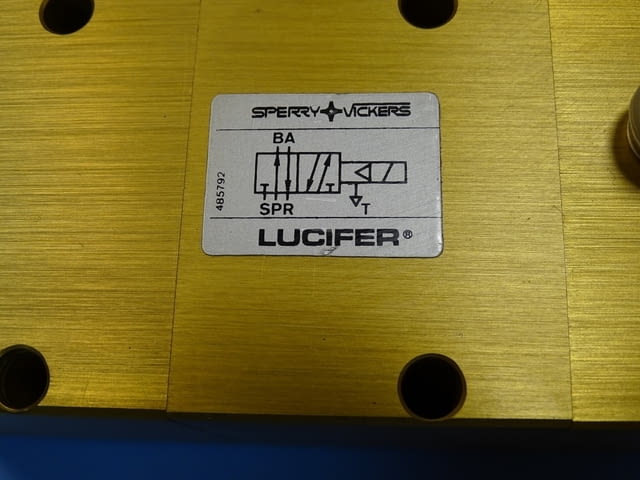 SPERRY VICKERS
BA
485792
SPR
T
LUCIFER®